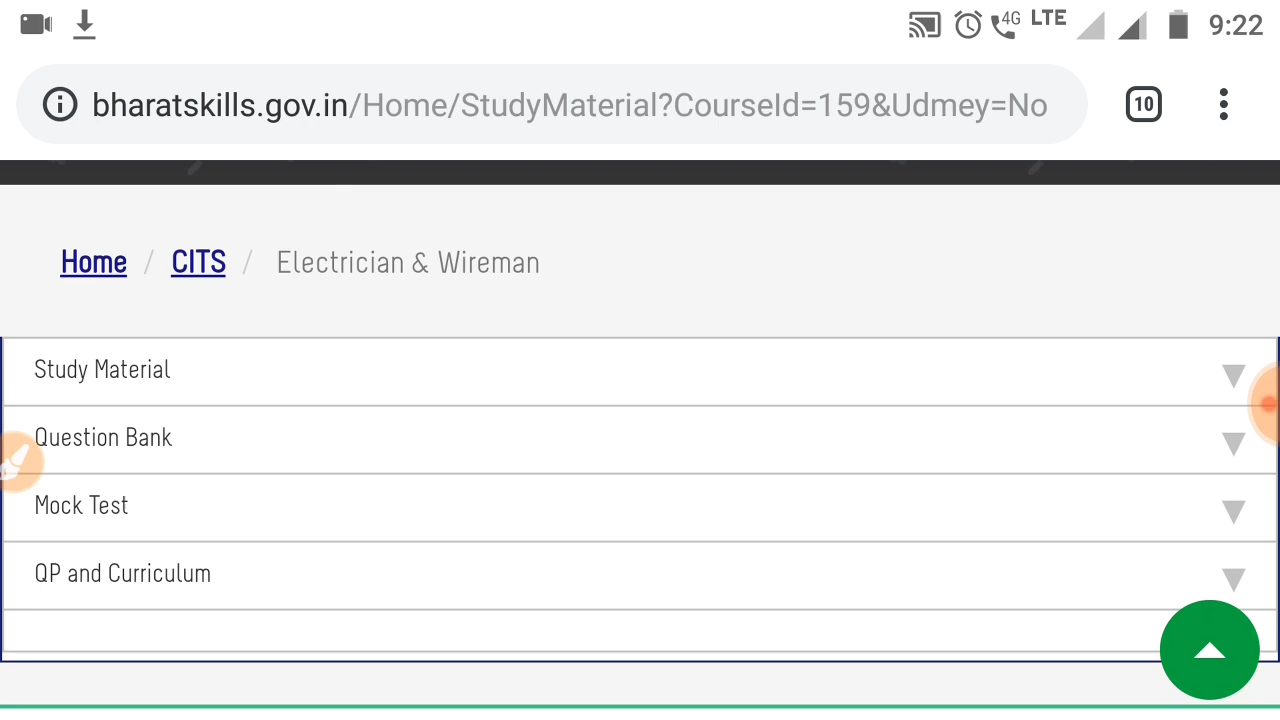 4G LTE 9:22
bharatskills.gov.in/Home/StudyMaterial?CourseId=159&Udmey=No 10
Home / CITS / Electrician & Wireman
Study Material
Question Bank
Mock Test
QP and Curriculum